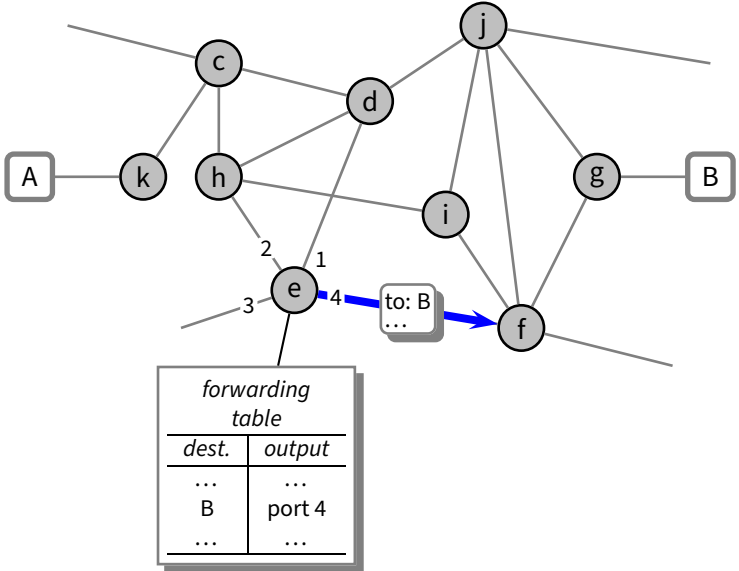 j
c
d
A
k
h
g
B
i
2
1
e
4
to: B
...
3
f
forwarding
table
dest. output
... ...
B port 4
... ...